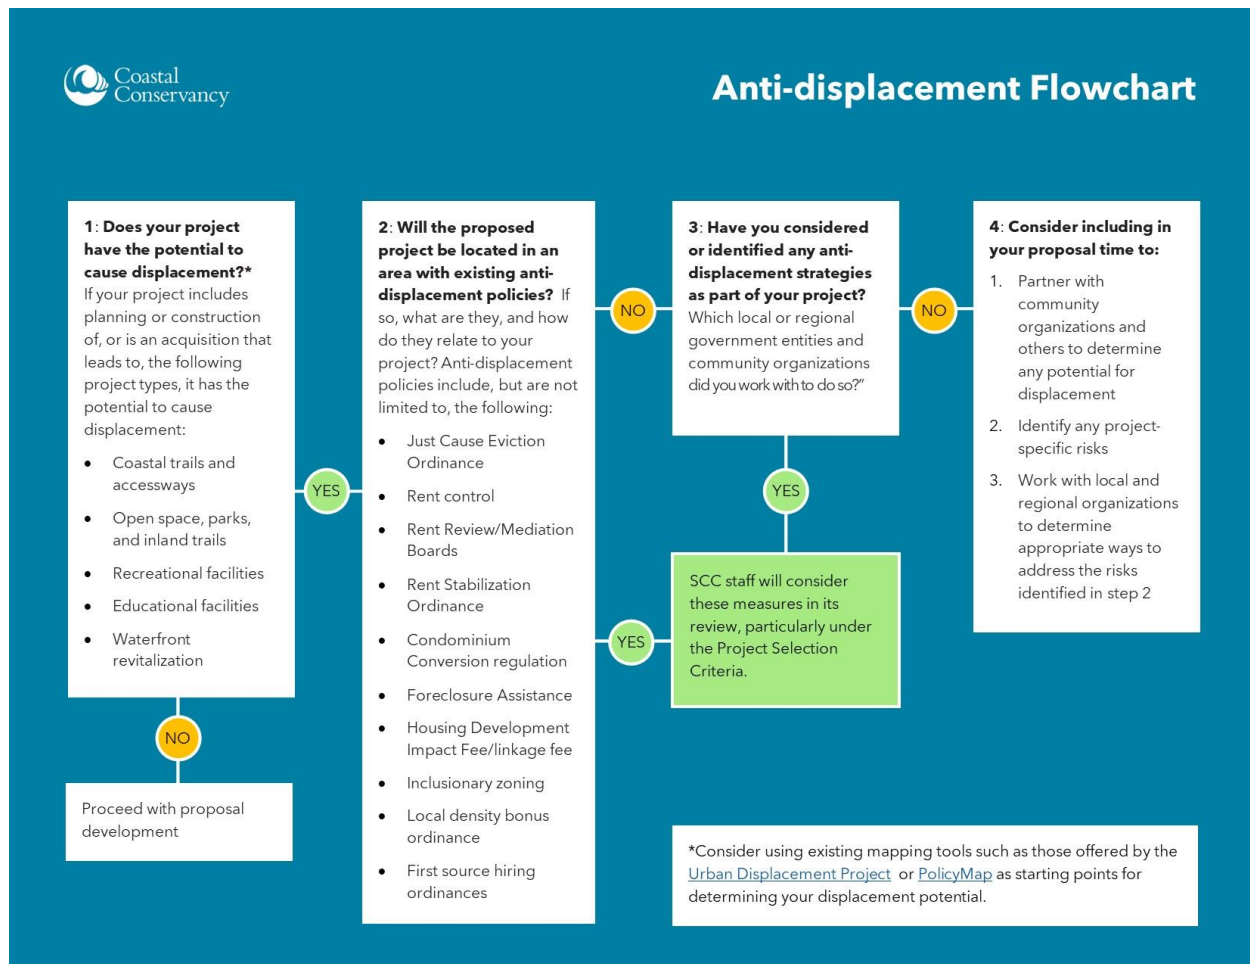 Coastal
Conservancy
Anti-displacement Flowchart
1: Does your project
have the potential to
cause displacement?*
If your project includes
planning or construction
of, or is an acquisition that
leads to, the following
project types, it has the
potential to cause
displacement:
• Coastal trails and
accessways
• Open space, parks,
and inland trails
• Recreational facilities
• Educational facilities
• Waterfront
revitalization
NO
Proceed with proposal
development
YES
2: Will the proposed
project be located in an
area with existing anti-
displacement policies? If
so, what are they, and how
do they relate to your
project? Anti-displacement
policies include, but are not
limited to, the following:
• Just Cause Eviction
Ordinance
• Rent control
• Rent Review/Mediation
Boards
• Rent Stabilization
Ordinance
• Condominium
Conversion regulation
• Foreclosure Assistance
• Housing Development
Impact Fee/linkage fee
• Inclusionary zoning
• Local density bonus
ordinance
• First source hiring
ordinances
NO
YES
3: Have you considered
or identified any anti-
displacement strategies
as part of your project?
Which local or regional
government entities and
community organizations
did you work with to do so?”
YES
SCC staff will consider
these measures in its
review, particularly under
the Project Selection
Criteria.
NO
4: Consider including in
your proposal time to:
1. Partner with
community
organizations and
others to determine
any potential for
displacement
2. Identify any project-
specific risks
3. Work with local and
regional organizations
to determine
appropriate ways to
address the risks
identified in step 2
*Consider using existing mapping tools such as those offered by the
Urban Displacement Project or PolicyMap as starting points for
determining your displacement potential.